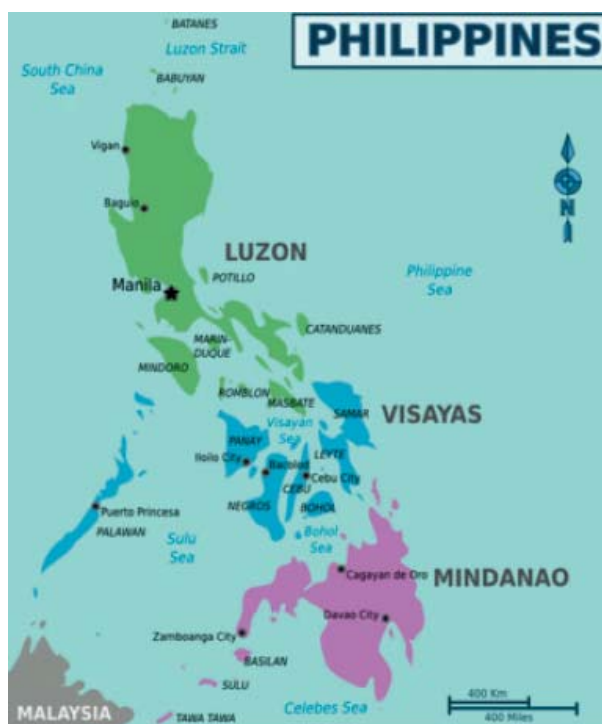 BATANES
PHILIPPINES
Luzon Strait
South China
Sea
BABUYAN
Vigan
Baguio
N
LUZON
Philippine
Sea
POTILLO
Manila
CATANDUANES
MARIN-
DUQUE
MINDORO
ROMBLON
MASBATE
SAMAR
VISAYAS
Visayan
Sea
PANAY
LEYTE
Iloilo City
Bacolod
Cebu City
CEBU
NEGROS
BOHOL
Puerto Princesa
PALAWAN
Sulu
Sea
Bohol
Sea
Cagayan de Oro
MINDANAO
Davao City
Zamboanga City
BASILAN
SULU
MALAYSIA
TAWA TAWA
Celebes Sea
400 Km
400 Miles